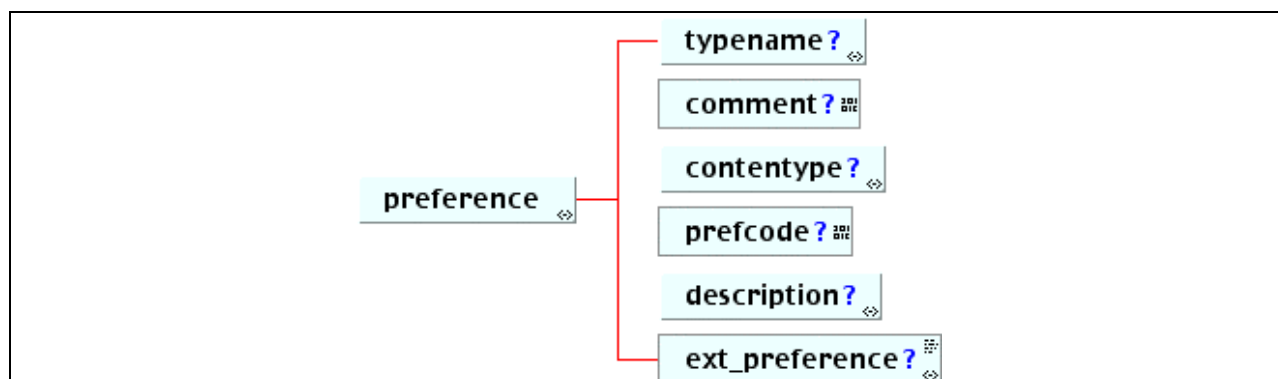 typename?
comment?
contentype?
preference
prefcode?
description?
ext_preference?